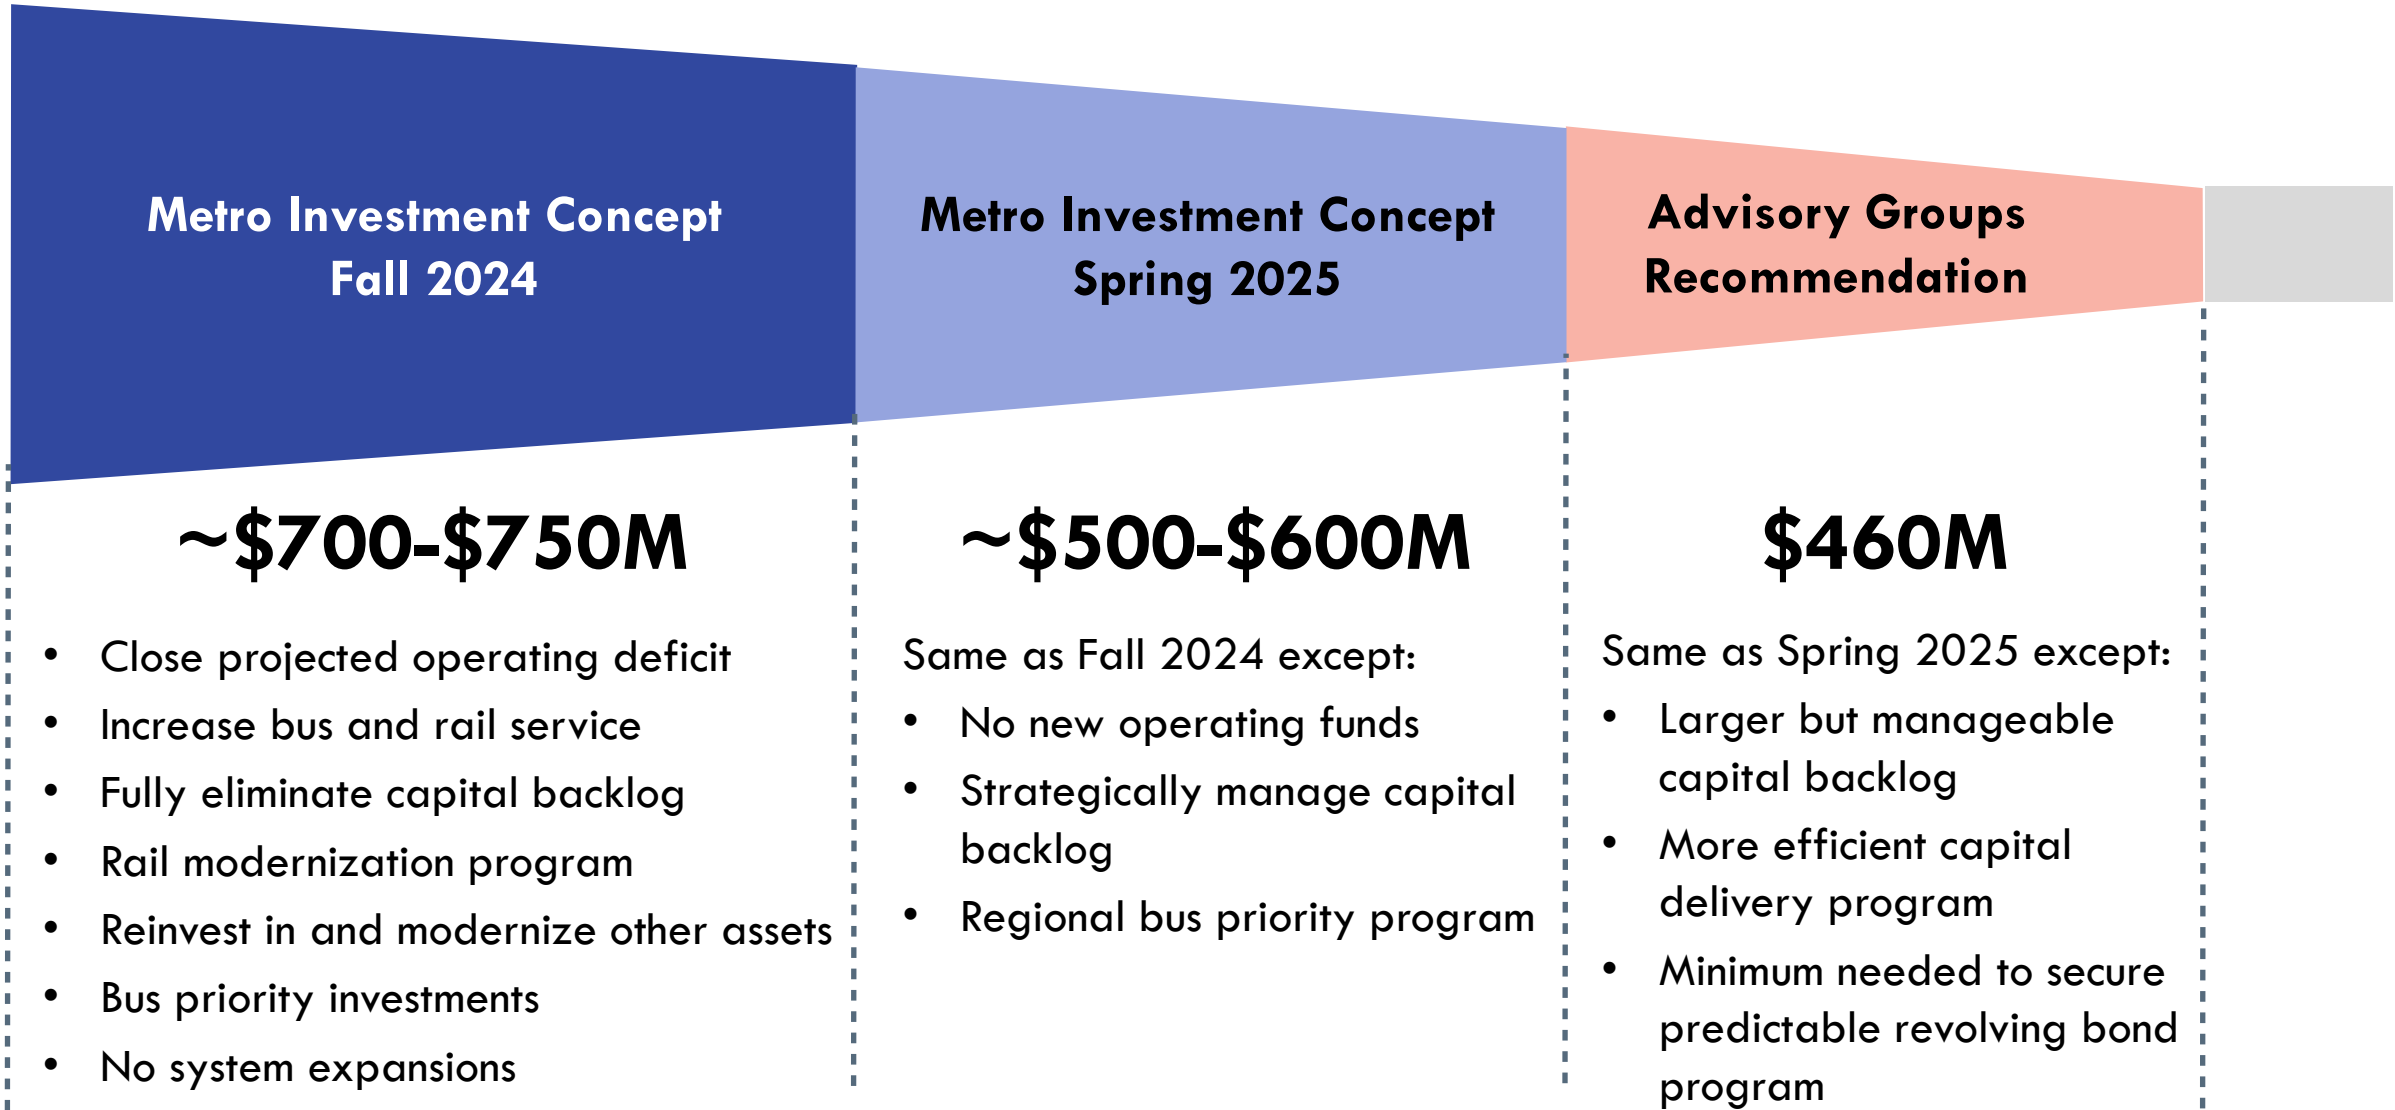 Metro Investment Concept
Fall 2024
~$700-$750M
• Close projected operating deficit
• Increase bus and rail service
• Fully eliminate capital backlog
• Rail modernization program
• Reinvest in and modernize other assets
• Bus priority investments
• No system expansions
Metro Investment Concept
Spring 2025
~$500-$600M
Same as Fall 2024 except:
• No new operating funds
• Strategically manage capital
backlog
• Regional bus priority program
Advisory Groups
Recommendation
$460M
Same as Spring 2025 except:
• Larger but manageable
capital backlog
• More efficient capital
delivery program
• Minimum needed to secure
predictable revolving bond
program